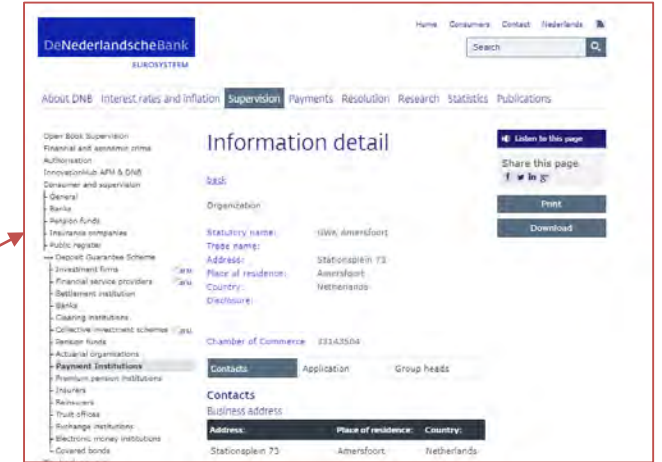 Home Consumers Contact Nederlands
DeNederlandscheBank
EUROSYSTEEM
Search
About DNB Interest rates and inflation Supervision Payments Resolution Research Statistics Publications
Open Book Supervision
Financial and economic crime
Authorisation
InnovationHub AFM & DNB
Consumer and supervision
General
Banks
Pension funds
Insurance companies
Public register
Deposit Guarantee Scheme
Investment firms
Financial service providers
Settlement institution
Banks
Clearing institutions
Collective investment schemes
Pension funds
Actuarial organisations
Payment Institutions
Premium pension institutions
Insurers
Reinsurers
Trust offices
Exchange institutions
Electronic money institutions
Covered bonds
Information detail
back
Organization
Statutory name: GWK, Amersfoort
Trade name:
Address: Stationsplein 73
Place of residence: Amersfoort
Country: Netherlands
Disclosure:
Chamber of Commerce 33143504
Contacts Application Group heads
Contacts
Business address
Address: Place of residence: Country:
Stationsplein 73 Amersfoort Netherlands
Listen to this page
Share this page
Print
Download